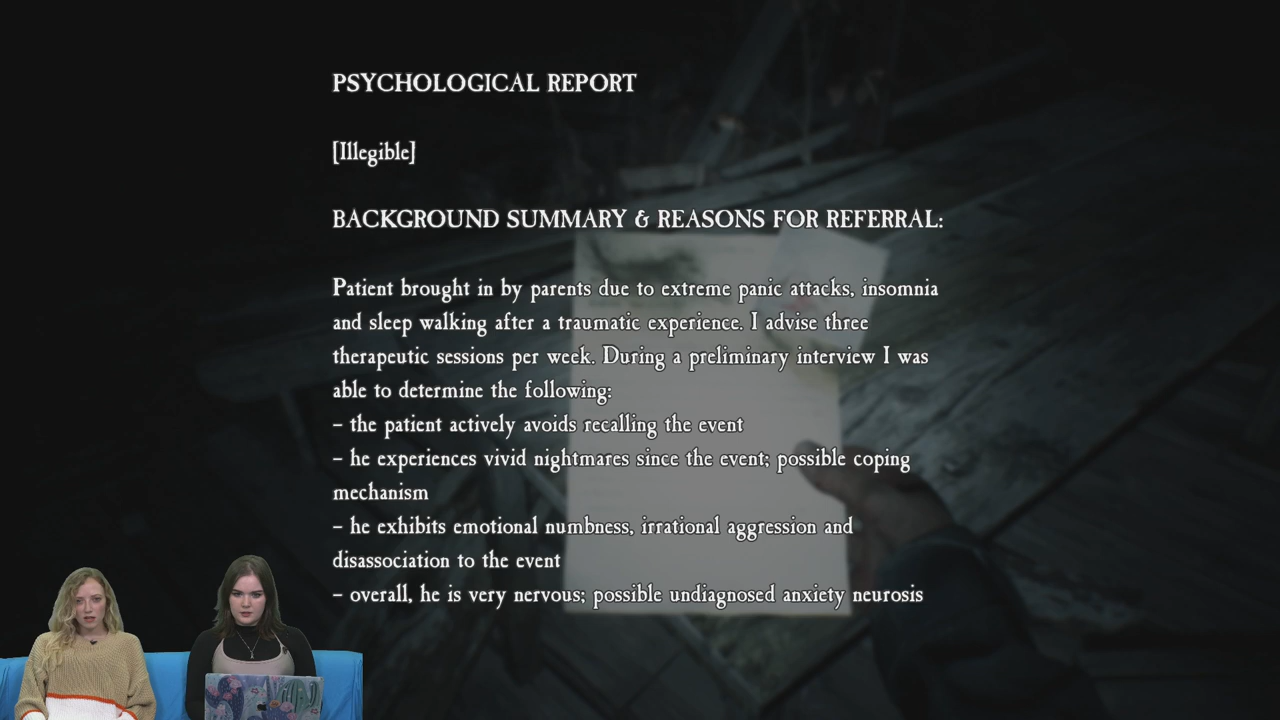 PSYCHOLOGICAL REPORT
[Illegible]
BACKGROUND SUMMARY & REASONS FOR REFERRAL:
Patient brought in by parents due to extreme panic attacks, insomnia
and sleep walking after a traumatic experience. I advise three
therapeutic sessions per week. During a preliminary interview I was
able to determine the following:
– the patient actively avoids recalling the event
– he experiences vivid nightmares since the event; possible coping
mechanism
– he exhibits emotional numbness, irrational aggression and
disassociation to the event
– overall, he is very nervous; possible undiagnosed anxiety neurosis